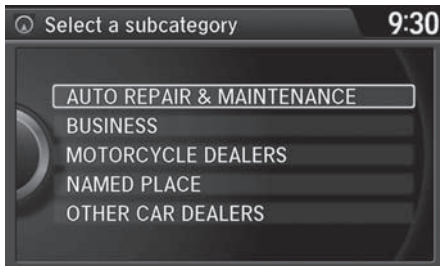 Select a subcategory 9:30
AUTO REPAIR & MAINTENANCE
BUSINESS
MOTORCYCLE DEALERS
NAMED PLACE
OTHER CAR DEALERS